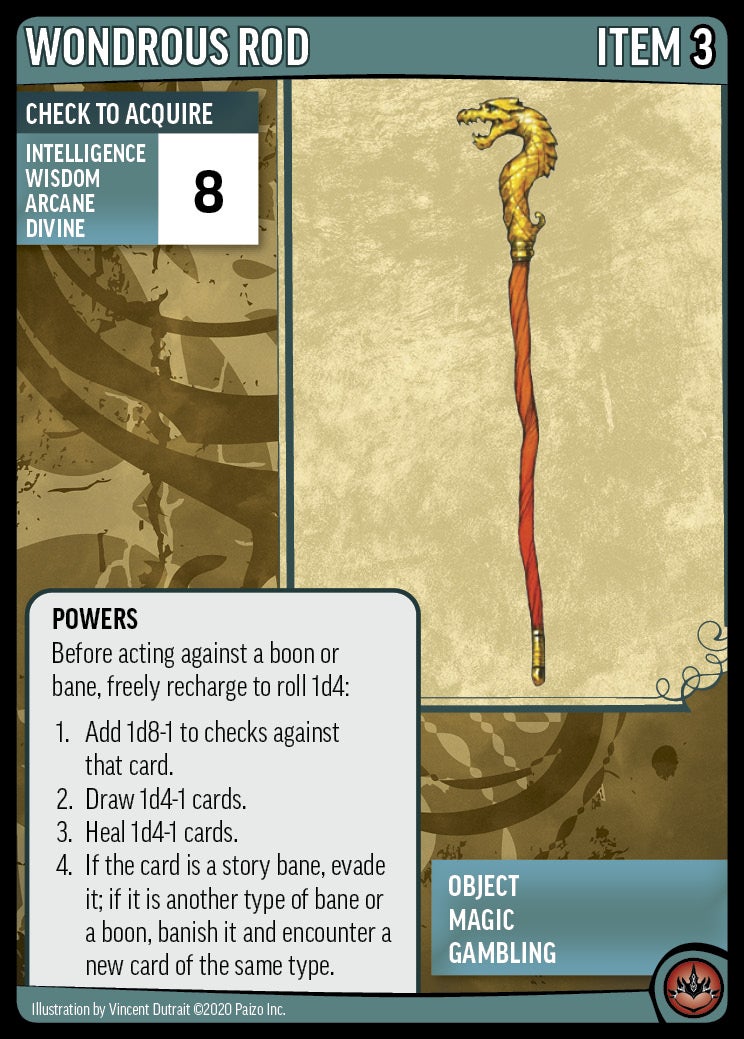 WONDROUS ROD
ITEM 3
CHECK TO ACQUIRE
INTELLIGENCE
WISDOM
ARCANE
DIVINE
8
POWERS
Before acting against a boon or
bane, freely recharge to roll 1d4:
1. Add 1d8-1 to checks against
that card.
2. Draw 1d4-1 cards.
3. Heal 1d4-1 cards.
4. If the card is a story bane, evade
it; if it is another type of bane or
a boon, banish it and encounter a
new card of the same type.
OBJECT
MAGIC
GAMBLING
Illustration by Vincent Dutrait ©2020 Paizo Inc.